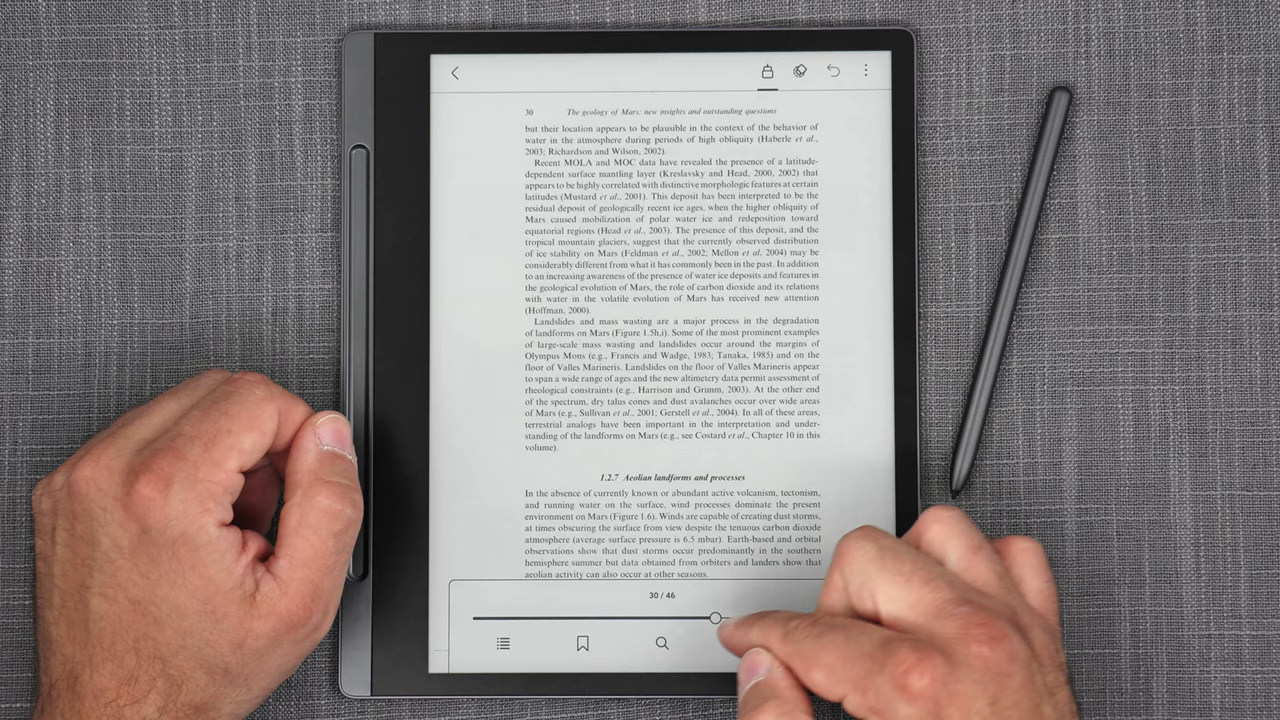 30 The geology of Mars: new insights and outstanding questions
but their location appears to be plausible in the context of the behavior of
water in the atmosphere during periods of high obliquity (Haberle et al.,
2003; Richardson and Wilson, 2002).
Recent MOLA and MOC data have revealed the presence of a latitude-
dependent surface mantling layer (Kreslavsky and Head, 2000, 2002) that
appears to be highly correlated with distinctive morphologic features at certain
latitudes (Mustard et al., 2001). This deposit has been interpreted to be the
residual deposit of geologically recent ice ages, when the higher obliquity of
Mars caused mobilization of polar water ice and redeposition toward
equatorial regions (Head et al., 2003). The presence of this deposit, and the
tropical mountain glaciers, suggest that the currently observed distribution
of ice stability on Mars (Feldman et al., 2002; Mellon et al, 2004) may be
considerably different from what it has commonly been in the past. In addition
to an increasing awareness of the presence of water ice deposits and features in
the geological evolution of Mars, the role of carbon dioxide and its relations
with water in the volatile evolution of Mars has received new attention
(Hoffman, 2000).
Landslides and mass wasting are a major process in the degradation
of landforms on Mars (Figure 1.5h,i). Some of the most prominent examples
of large-scale mass wasting and landslides occur around the margins of
Olympus Mons (e.g., Francis and Wadge, 1983; Tanaka, 1985) and on the
floor of Valles Marineris. Landslides on the floor of Valles Marineris appear
to span a wide range of ages and the new altimetery data permit assessment of
rheological constraints (e.g., Harrison and Grimm, 2003). At the other end
of the spectrum, dry talus cones and dust avalanches occur over wide areas
of Mars (e.g., Sullivan et al., 2001; Gerstell et al., 2004). In all of these areas,
terrestrial analogs have been important in the interpretation and under-
standing of the landforms on Mars (e.g., see Costard et al., Chapter 10 in this
volume).
1.2.7 Aeolian landforms and processes
In the absence of currently known or abundant active volcanism, tectonism,
and running water on the surface, wind processes dominate the present
environment on Mars (Figure 1.6). Winds are capable of creating dust storms,
at times obscuring the surface from view despite the tenuous carbon dioxide
atmosphere (average surface pressure is 6.5 mbar). Earth-based and orbital
observations show that dust storms occur predominantly in the southern
hemisphere summer but data obtained from orbiters and landers show that
aeolian activity can also occur at other seasons.
30 / 46